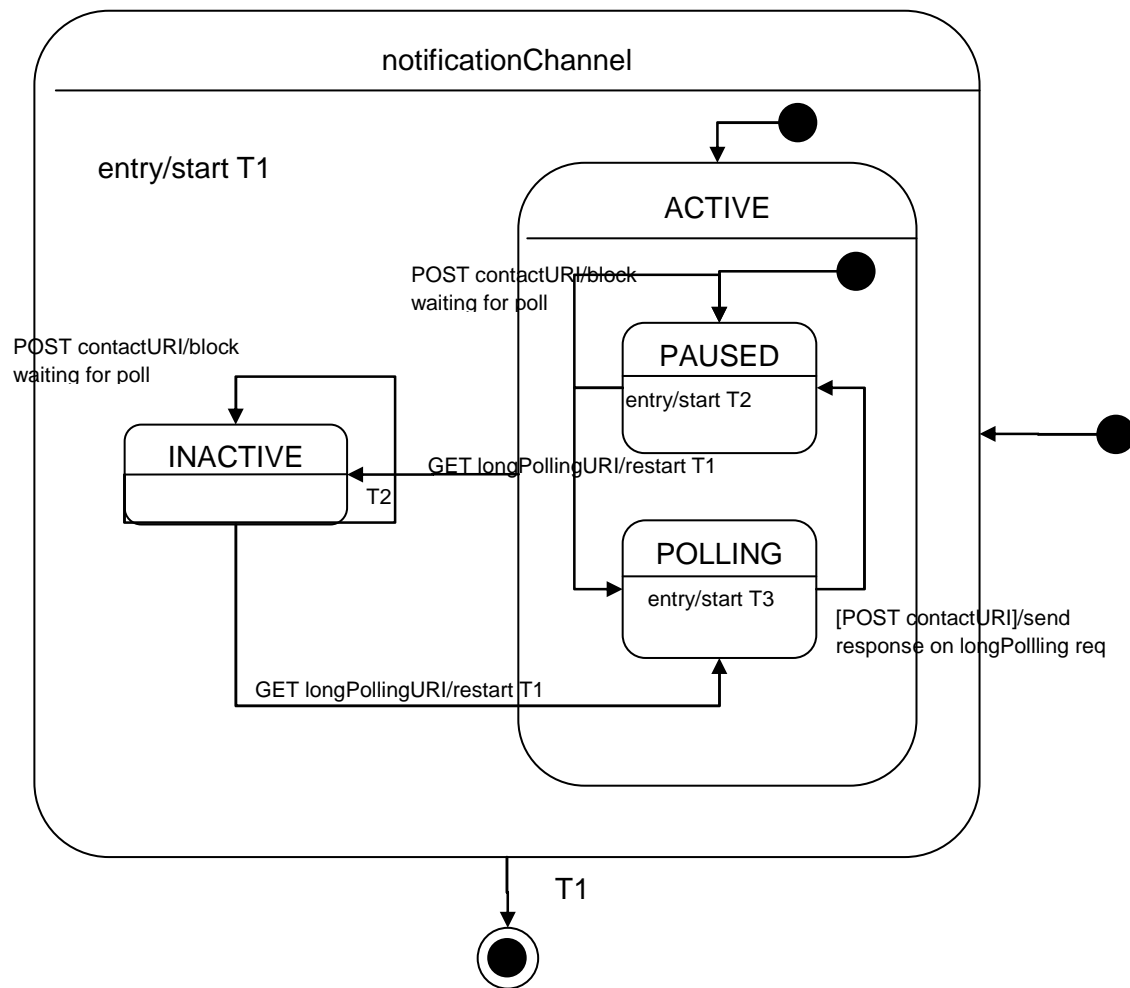 notificationChannel
entry/start T1
ACTIVE
POST contactURI/block
waiting for poll
PAUSED
entry/start T2
POST contactURI/block
waiting for poll
INACTIVE
GET longPollingURI/restart T1
T2
POLLING
entry/start T3
[POST contactURI]/send
response on longPollling req
GET longPollingURI/restart T1
T1